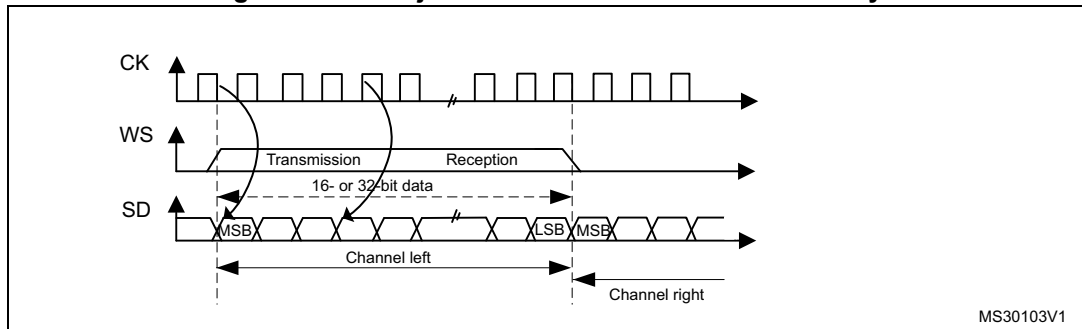 CK
WS
Transmission Reception
16- or 32-bit data
SD
MSB LSB MSB
Channel left
Channel right
MS30103V1